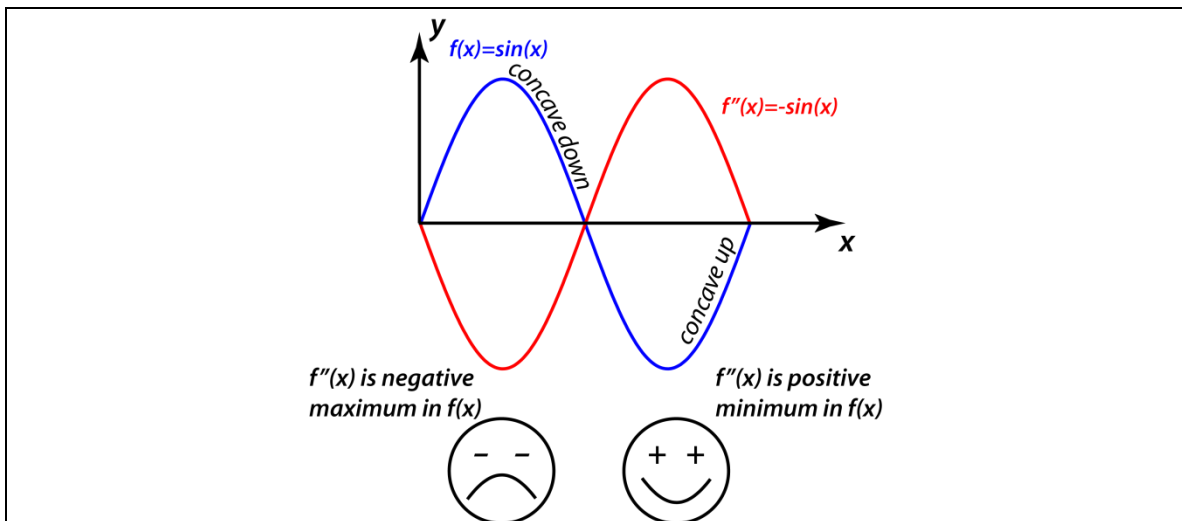 y
f(x)=sin(x)
concave down
f″(x)=-sin(x)
x
concave up
f″(x) is negative
maximum in f(x)
f″(x) is positive
minimum in f(x)
- -
+ +